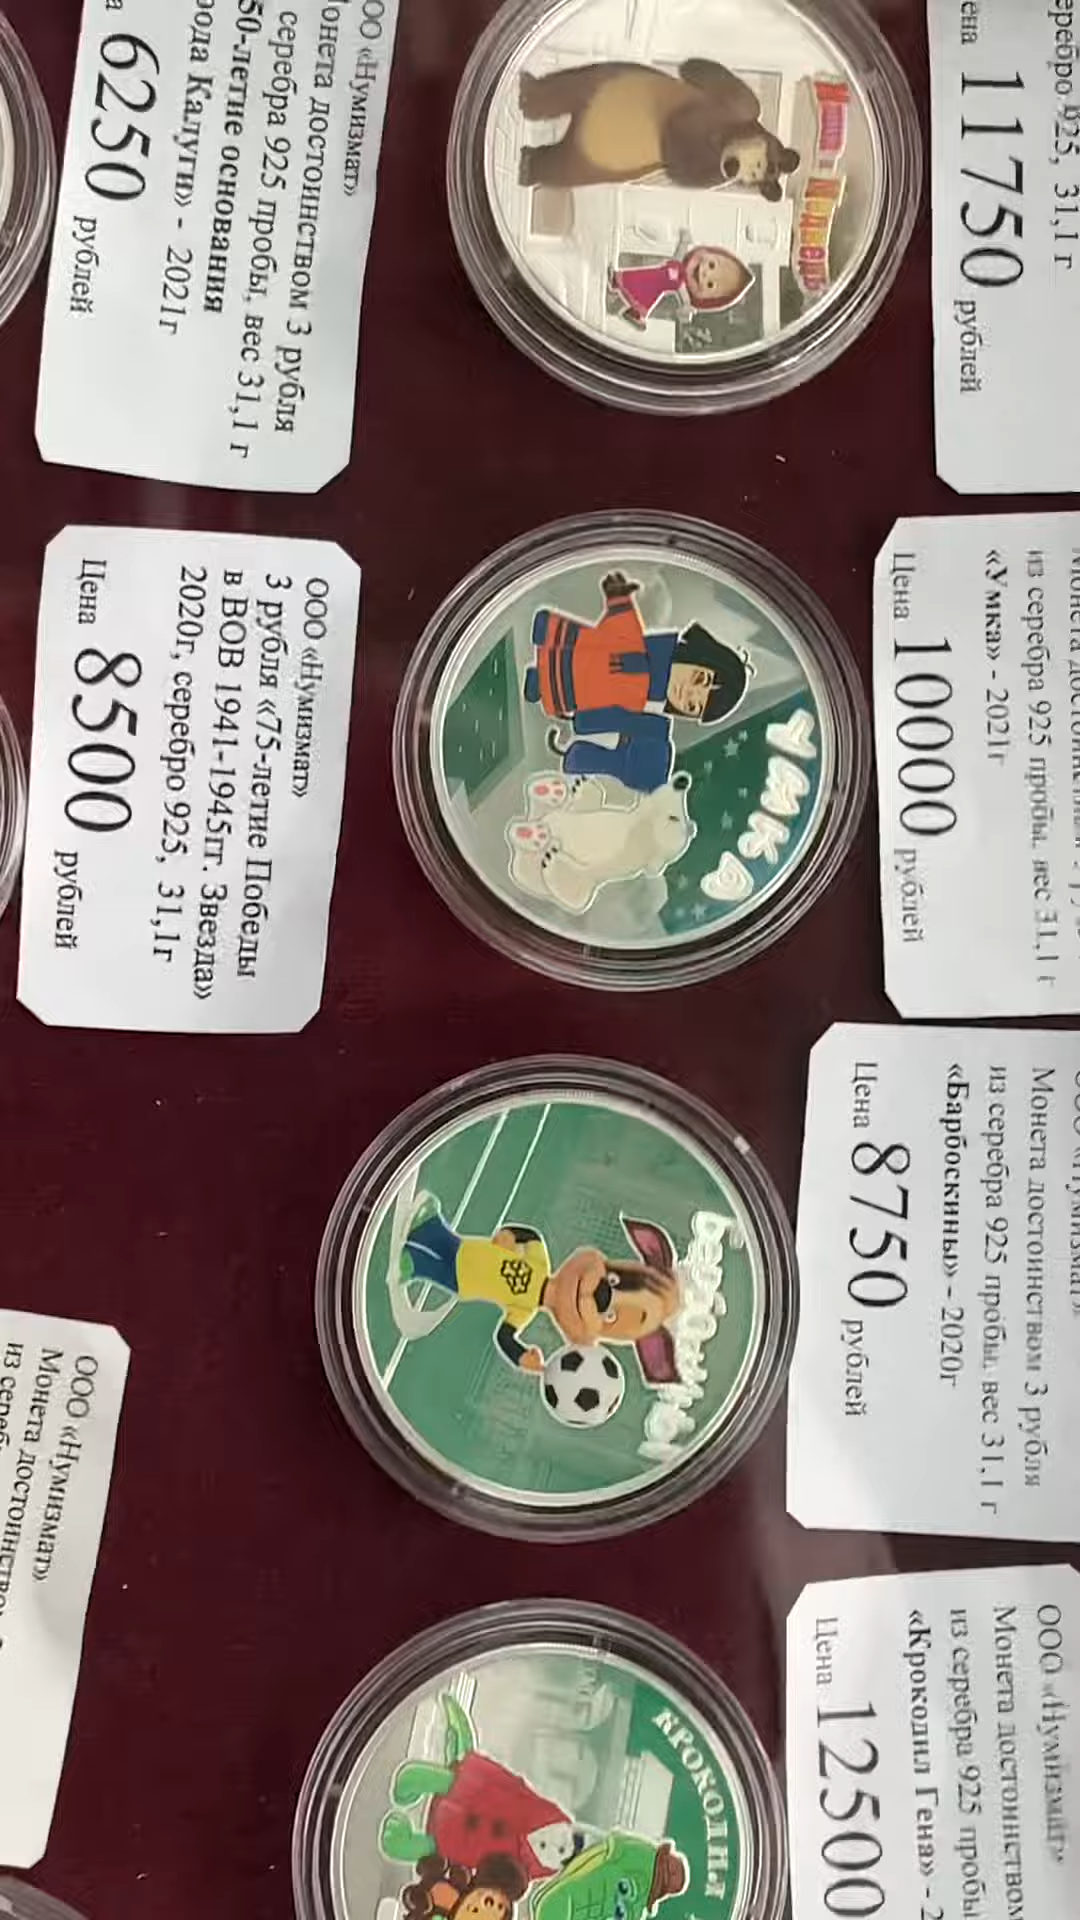 ООО «Нумизмат»
Монета достоинством 3 рубля
серебра 925 пробы, вес 31,1 г
50-летие основания
Калуги» - 2021г
6250 рублей
ООО «Нумизмат»
3 рубля «75-летие Победы
в ВОВ 1941-1945гг. Звезда»
2020г, серебро 925, 31,1г
Цена 8500 рублей
ООО «Нумизмат»
Монета
Маша и Медведь
925, 31,1 г
11750 рублей
УМКА
из серебра 925 пробы, вес 31,1 г
«Умка» - 2021г
Цена 10000 рублей
Барбоскины
Монета достоинством 3 рубля
из серебра 925 пробы, вес 31,1 г
«Барбоскины» - 2020г
Цена 8750 рублей
КРОКОДИЛ
ООО «Нумизмат»
Монета достоинством
из серебра 925 пробы
«Крокодил Гена» - 2
Цена 12500